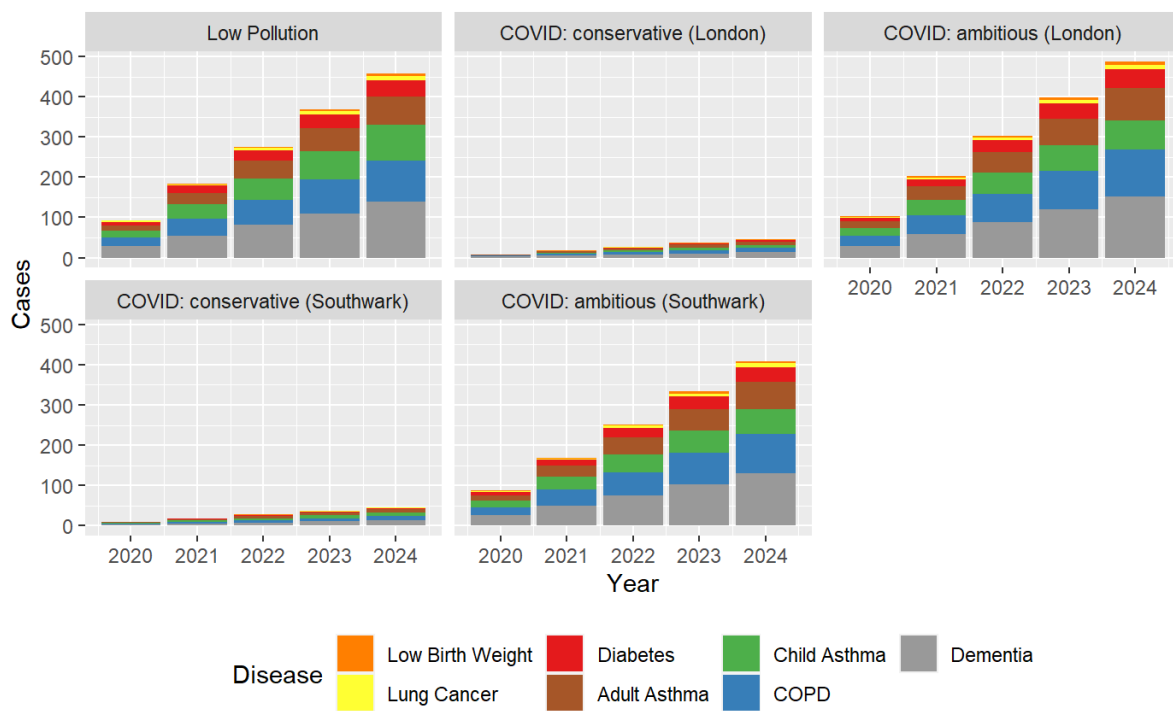 Low Pollution
COVID: conservative (London)
COVID: ambitious (London)
500
400
300
200
100
0
2020 2021 2022 2023 2024
Cases
COVID: conservative (Southwark)
COVID: ambitious (Southwark)
500
400
300
200
100
0
2020 2021 2022 2023 2024
2020 2021 2022 2023 2024
Year
Disease
Low Birth Weight
Diabetes
Child Asthma
Dementia
Lung Cancer
Adult Asthma
COPD